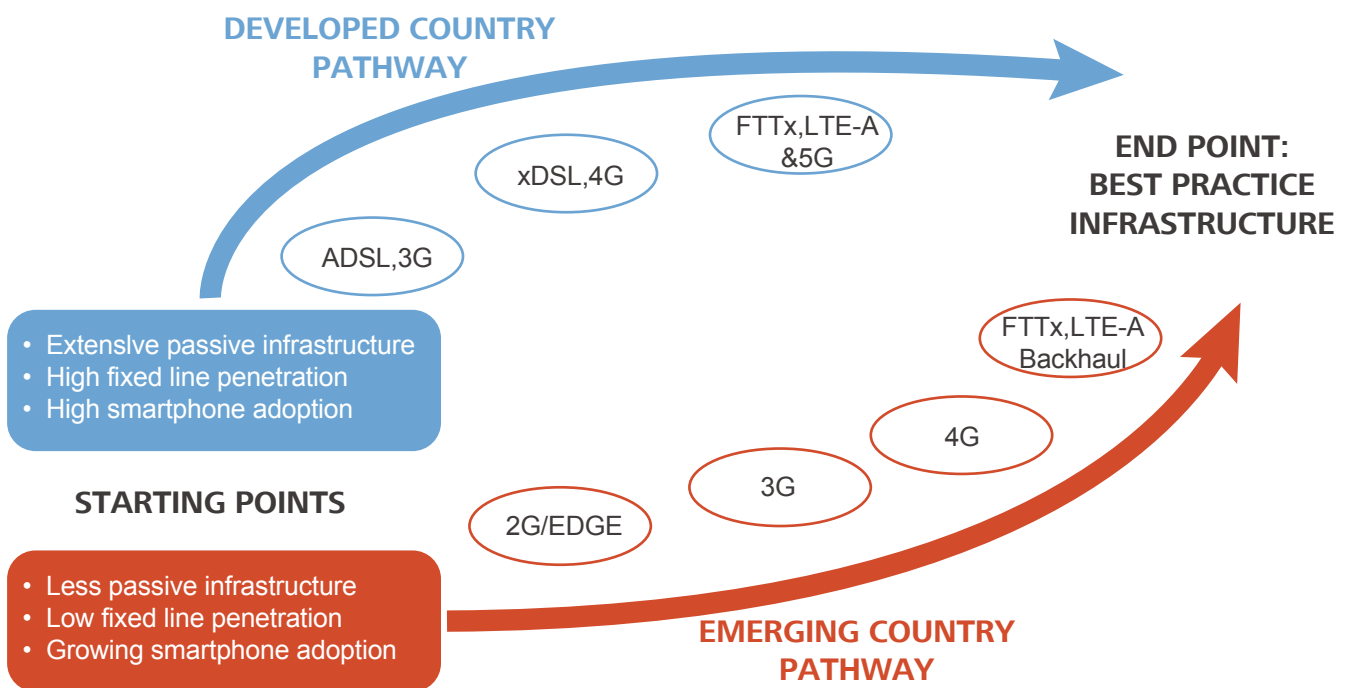 DEVELOPED COUNTRY
PATHWAY
FTTx,LTE-A
&5G
xDSL,4G
ADSL,3G
END POINT:
BEST PRACTICE
INFRASTRUCTURE
• Extenslve passive infrastructure
• High fixed line penetration
• High smartphone adoption
FTTx,LTE-A
Backhaul
4G
3G
2G/EDGE
STARTING POINTS
• Less passive infrastructure
• Low fixed line penetration
• Growing smartphone adoption
EMERGING COUNTRY
PATHWAY